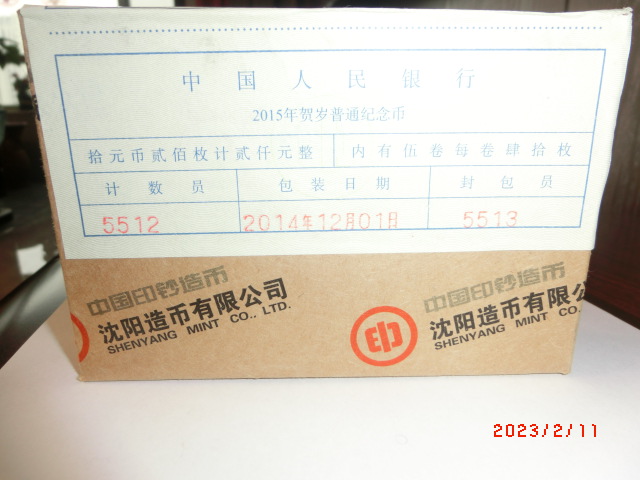 中国人民银行
2015年贺岁普通纪念币
拾元币贰佰枚计贰仟元整 内有伍卷每卷肆拾枚
计数员 包装日期 封包员
5512 2014年12月01日 5513
中国印钞造币 中国印钞造币
沈阳造币有限公司 沈阳造币有限公
SHENYANG MINT CO., LTD. SHENYANG MINT CO.,
2023/2/11